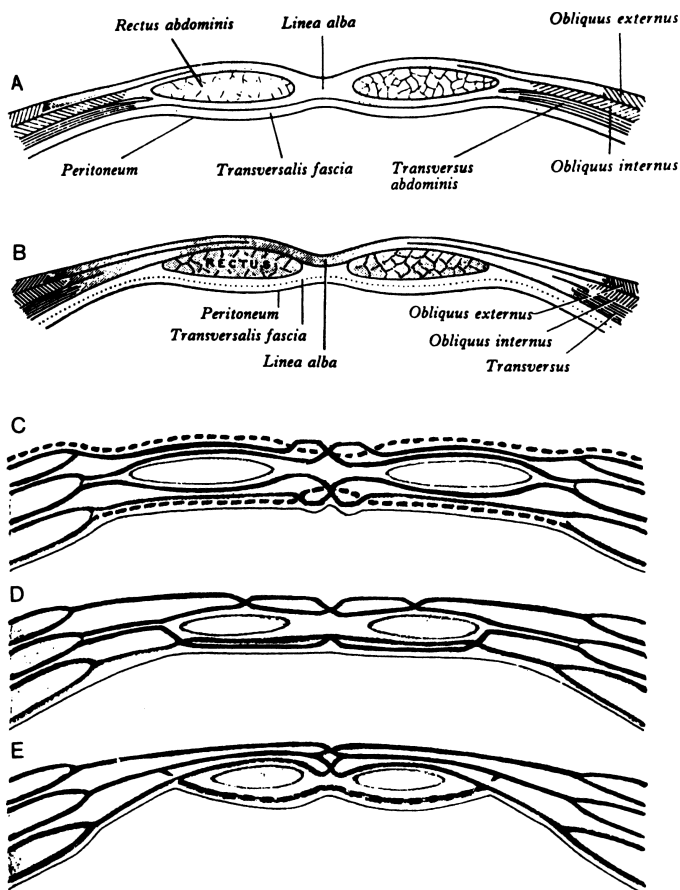 Rectus abdominis
Linea alba
Obliquus externus
A
Peritoneum
Transversalis fascia
Transversus
abdominis
Obliquus internus
B
RECTUS
Peritoneum
Transversalis fascia
Linea alba
Obliquus externus
Obliquus internus
Transversus
C
D
E